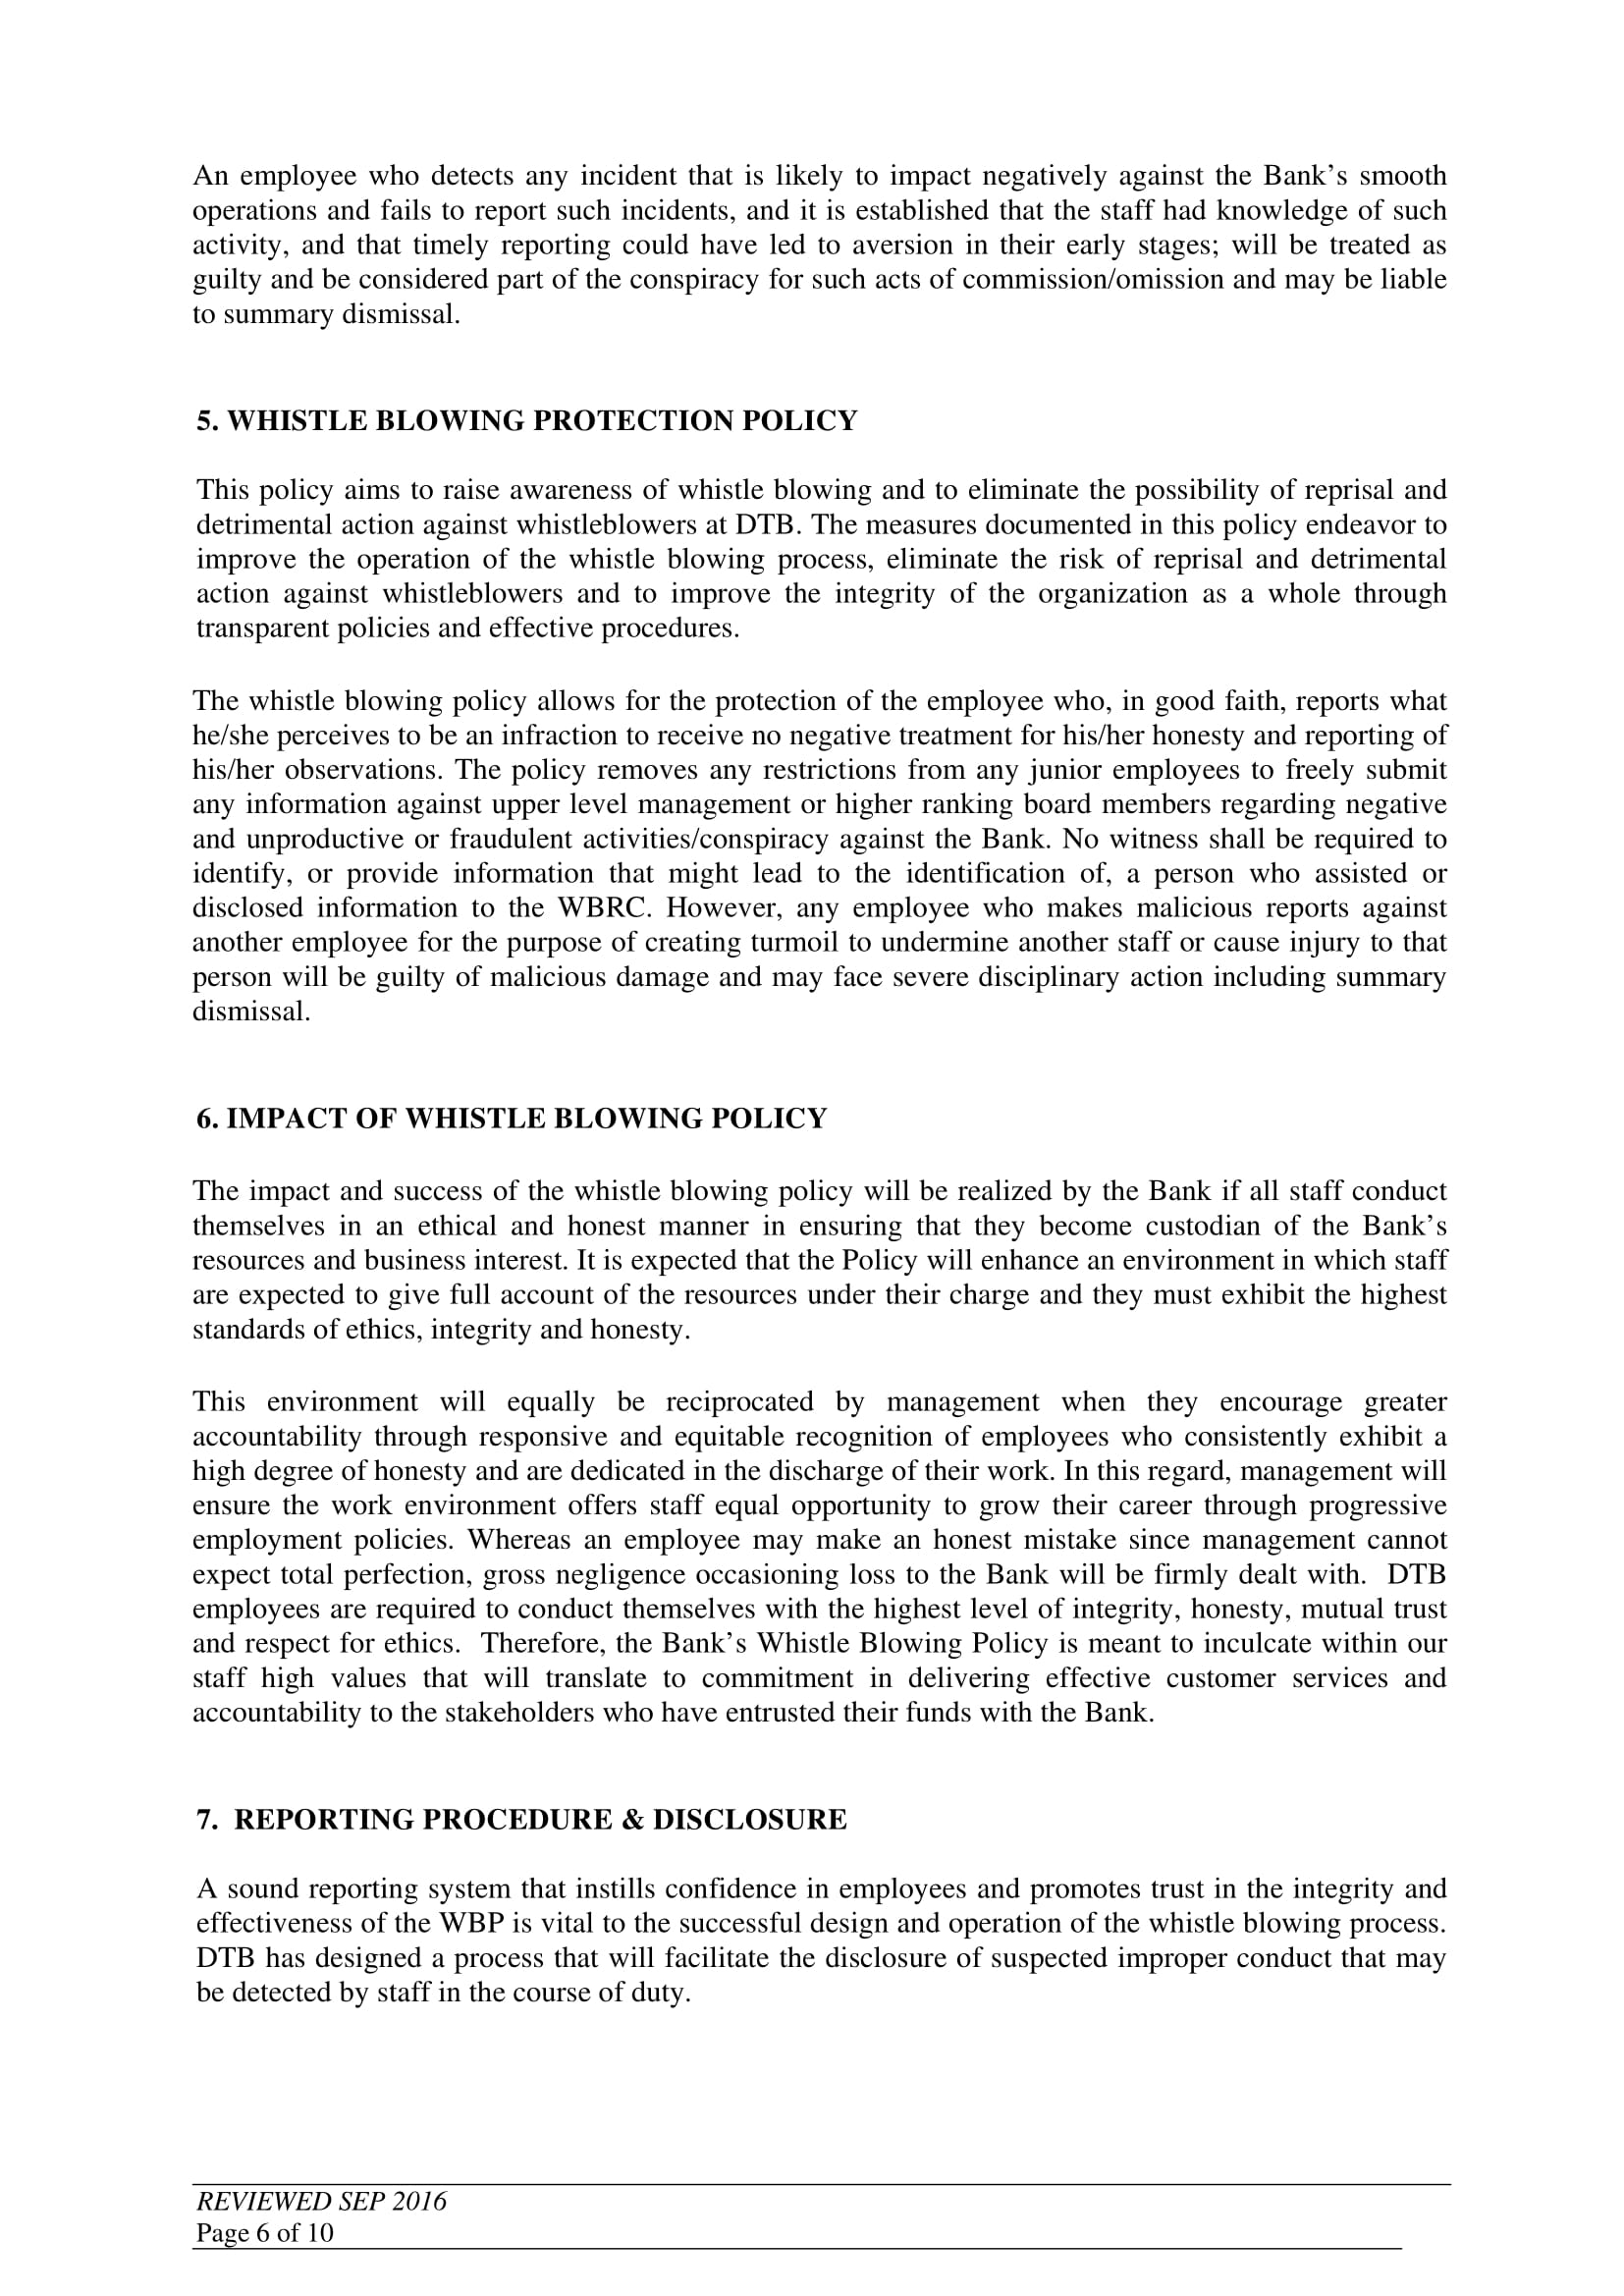 An employee who detects any incident that is likely to impact negatively against the Bank’s smooth
operations and fails to report such incidents, and it is established that the staff had knowledge of such
activity, and that timely reporting could have led to aversion in their early stages; will be treated as
guilty and be considered part of the conspiracy for such acts of commission/omission and may be liable
to summary dismissal.
5. WHISTLE BLOWING PROTECTION POLICY
This policy aims to raise awareness of whistle blowing and to eliminate the possibility of reprisal and
detrimental action against whistleblowers at DTB. The measures documented in this policy endeavor to
improve the operation of the whistle blowing process, eliminate the risk of reprisal and detrimental
action against whistleblowers and to improve the integrity of the organization as a whole through
transparent policies and effective procedures.
The whistle blowing policy allows for the protection of the employee who, in good faith, reports what
he/she perceives to be an infraction to receive no negative treatment for his/her honesty and reporting of
his/her observations. The policy removes any restrictions from any junior employees to freely submit
any information against upper level management or higher ranking board members regarding negative
and unproductive or fraudulent activities/conspiracy against the Bank. No witness shall be required to
identify, or provide information that might lead to the identification of, a person who assisted or
disclosed information to the WBRC. However, any employee who makes malicious reports against
another employee for the purpose of creating turmoil to undermine another staff or cause injury to that
person will be guilty of malicious damage and may face severe disciplinary action including summary
dismissal.
6. IMPACT OF WHISTLE BLOWING POLICY
The impact and success of the whistle blowing policy will be realized by the Bank if all staff conduct
themselves in an ethical and honest manner in ensuring that they become custodian of the Bank’s
resources and business interest. It is expected that the Policy will enhance an environment in which staff
are expected to give full account of the resources under their charge and they must exhibit the highest
standards of ethics, integrity and honesty.
This environment will equally be reciprocated by management when they encourage greater
accountability through responsive and equitable recognition of employees who consistently exhibit a
high degree of honesty and are dedicated in the discharge of their work. In this regard, management will
ensure the work environment offers staff equal opportunity to grow their career through progressive
employment policies. Whereas an employee may make an honest mistake since management cannot
expect total perfection, gross negligence occasioning loss to the Bank will be firmly dealt with. DTB
employees are required to conduct themselves with the highest level of integrity, honesty, mutual trust
and respect for ethics. Therefore, the Bank’s Whistle Blowing Policy is meant to inculcate within our
staff high values that will translate to commitment in delivering effective customer services and
accountability to the stakeholders who have entrusted their funds with the Bank.
7. REPORTING PROCEDURE & DISCLOSURE
A sound reporting system that instills confidence in employees and promotes trust in the integrity and
effectiveness of the WBP is vital to the successful design and operation of the whistle blowing process.
DTB has designed a process that will facilitate the disclosure of suspected improper conduct that may
be detected by staff in the course of duty.
REVIEWED SEP 2016
Page 6 of 10